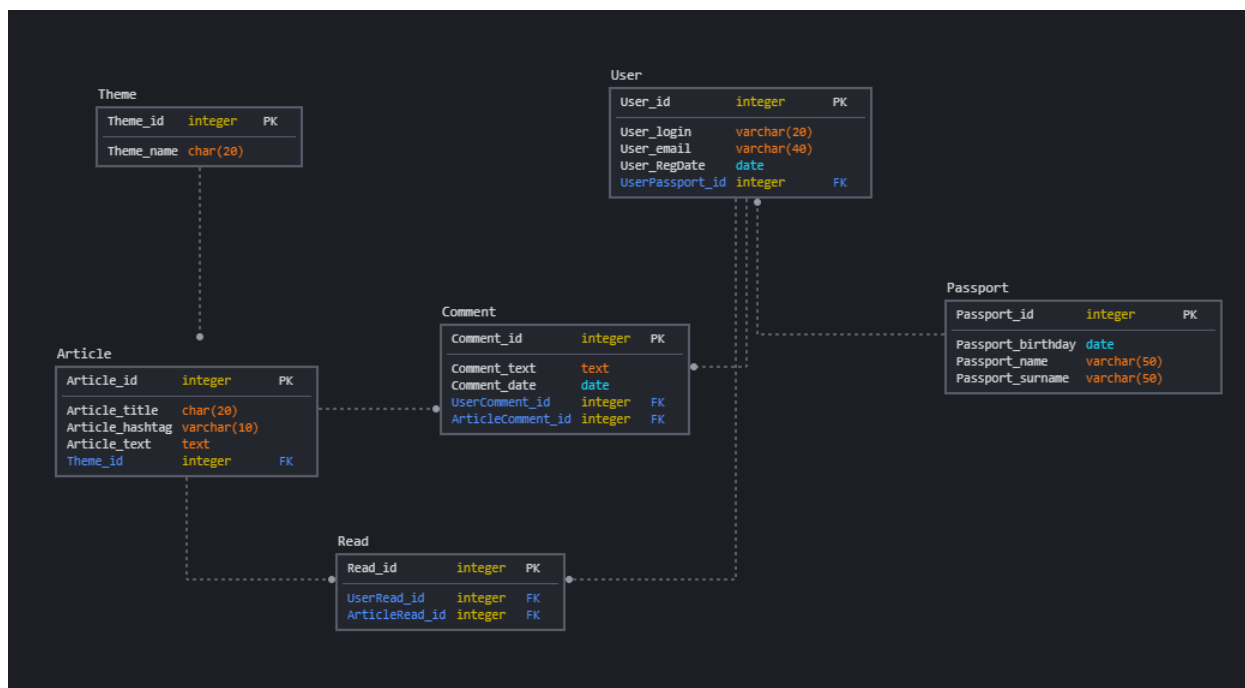 User
User_id integer PK
User_login varchar(20)
User_email varchar(40)
User_RegDate date
UserPassport_id integer FK
Theme
Theme_id integer PK
Theme_name char(20)
Passport
Passport_id integer PK
Passport_birthday date
Passport_name varchar(50)
Passport_surname varchar(50)
Comment
Comment_id integer PK
Comment_text text
Comment_date date
UserComment_id integer FK
ArticleComment_id integer FK
Article
Article_id integer PK
Article_title char(20)
Article_hashtag varchar(10)
Article_text text
Theme_id integer FK
Read
Read_id integer PK
UserRead_id integer FK
ArticleRead_id integer FK